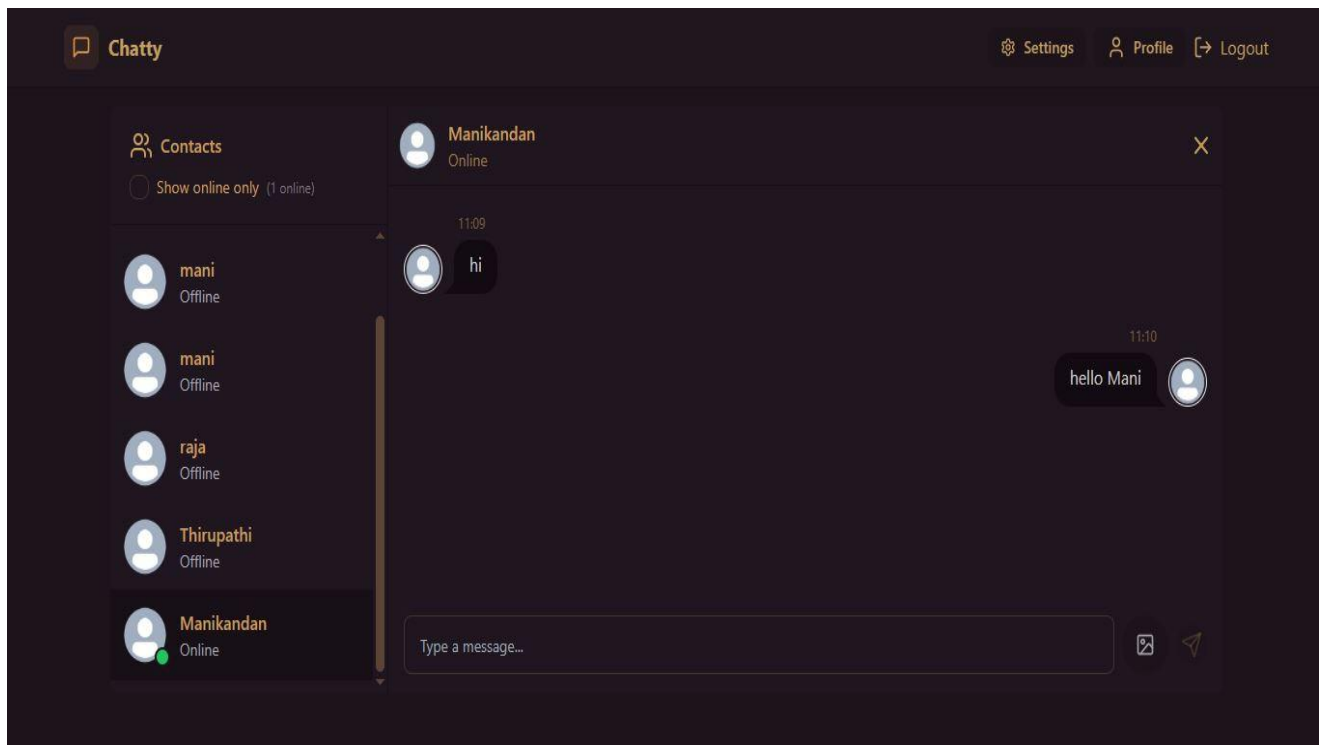 Chatty
Settings Profile Logout
Contacts
Show online only (1 online)
mani
Offline
mani
Offline
raja
Offline
Thirupathi
Offline
Manikandan
Online
Manikandan
Online
11:09
hi
11:10
hello Mani
Type a message...